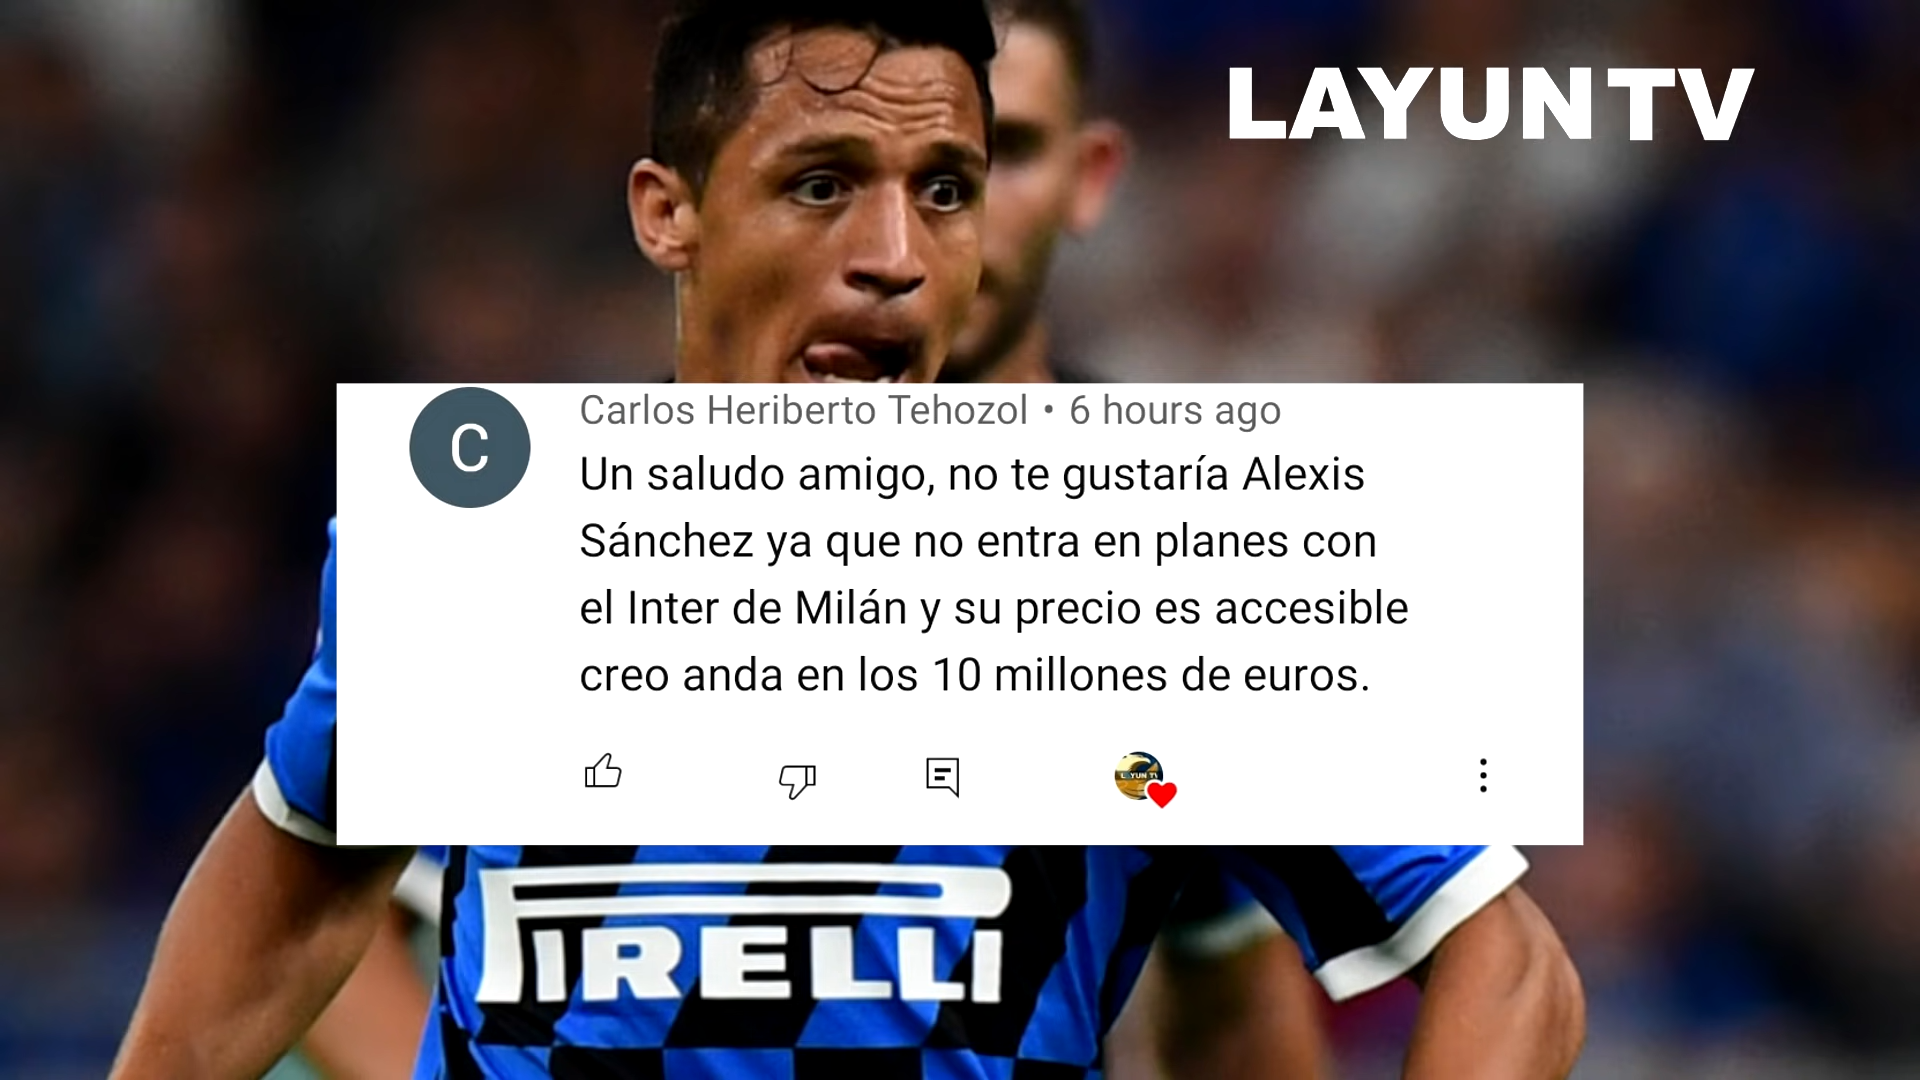 LAYUN TV
C
Carlos Heriberto Tehozol • 6 hours ago
Un saludo amigo, no te gustaría Alexis
Sánchez ya que no entra en planes con
el Inter de Milán y su precio es accesible
creo anda en los 10 millones de euros.
L YUN TV
PIRELLI